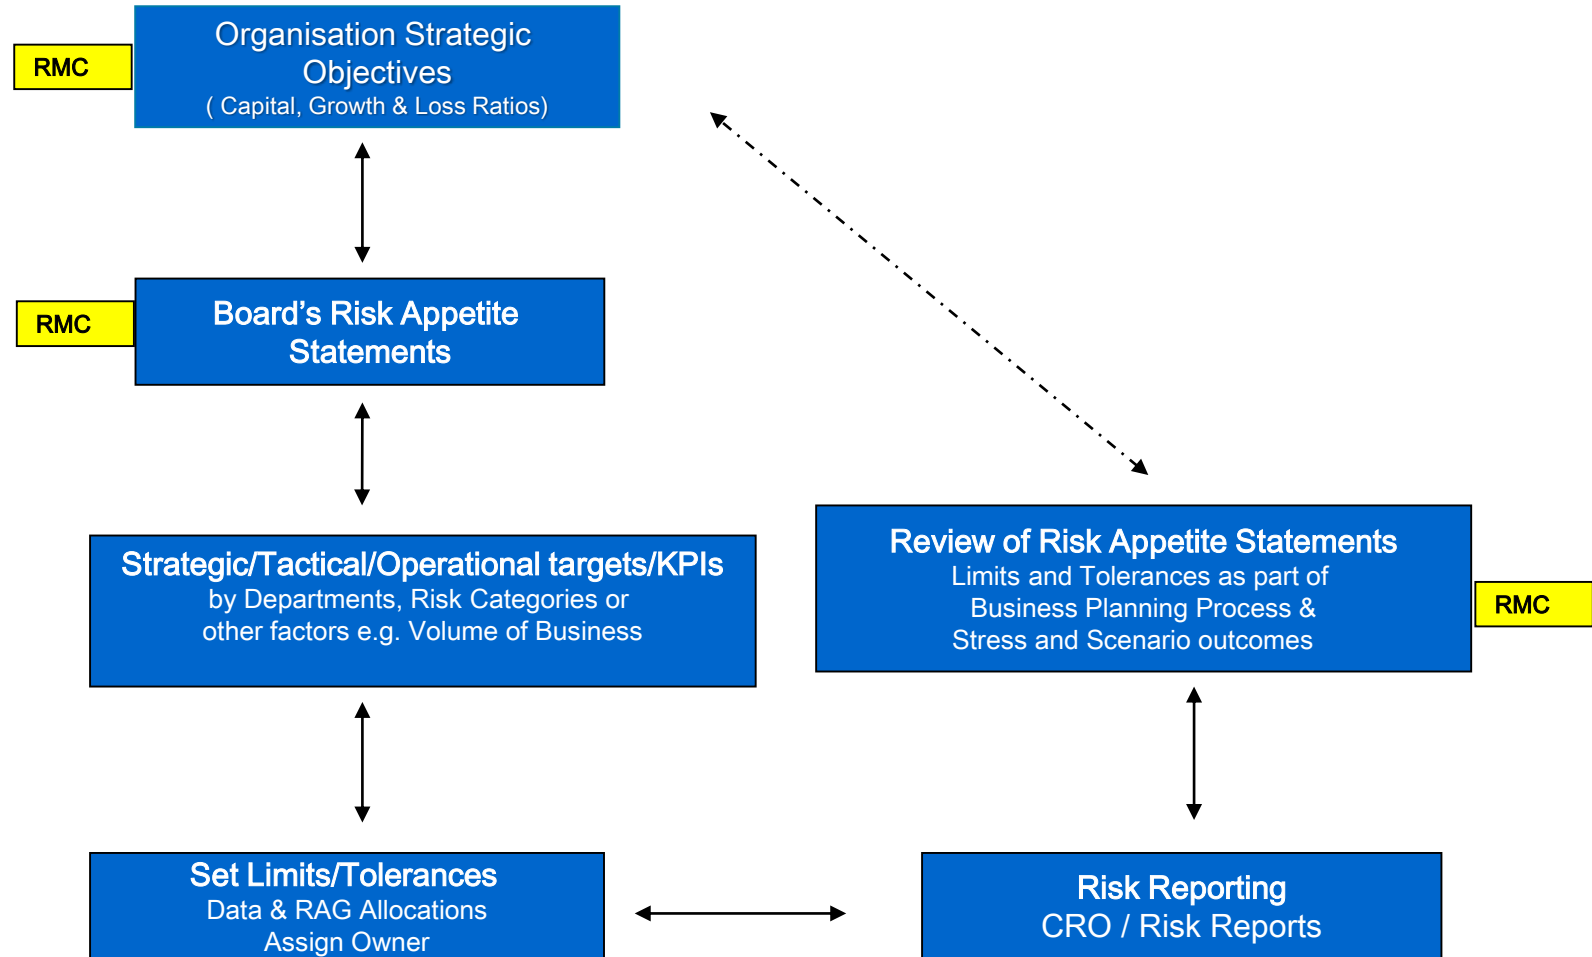 Organisation Strategic
Objectives
( Capital, Growth & Loss Ratios)
RMC
Board's Risk Appetite
Statements
RMC
Strategic/Tactical/Operational targets/KPIs
by Departments, Risk Categories or
other factors e.g. Volume of Business
Review of Risk Appetite Statements
Limits and Tolerances as part of
Business Planning Process &
Stress and Scenario outcomes
RMC
Set Limits/Tolerances
Data & RAG Allocations
Assign Owner
Risk Reporting
CRO / Risk Reports